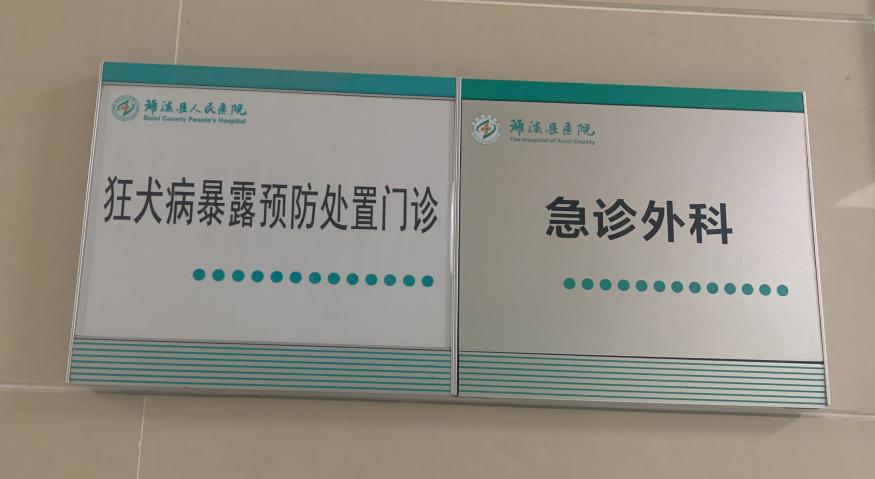 濉溪县人民医院
Suixi County People's Hospital
狂犬病暴露预防处置门诊
濉溪县医院
The Hospital of Suixi County
急诊外科